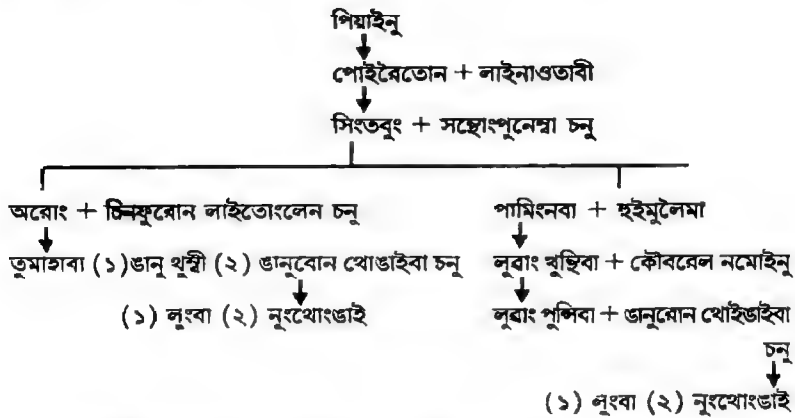 পিয়াইনু
পোইরৈতোন + লাইনাওতাবী
সিংতবুং + সম্বোংপুনেম্বা চনু
অরোং + চিনফুরোন লাইতোংলেন চনু পামিংনবা + হুইমুলৈমা
তুমাহাবা (১) ঙানু থুম্বী (২) ঙানুবোন থোঙাইবা চনু লুৱাং খুঞ্জিবা + কৌবরেল নমোইনু
(১) লুংবা (২) নুংথোংঙাই লুৱাং পুন্সিবা + ঙানুরোন থোইঙাইবা
চনু
(১) লুংবা (২) নুংথোংঙাই